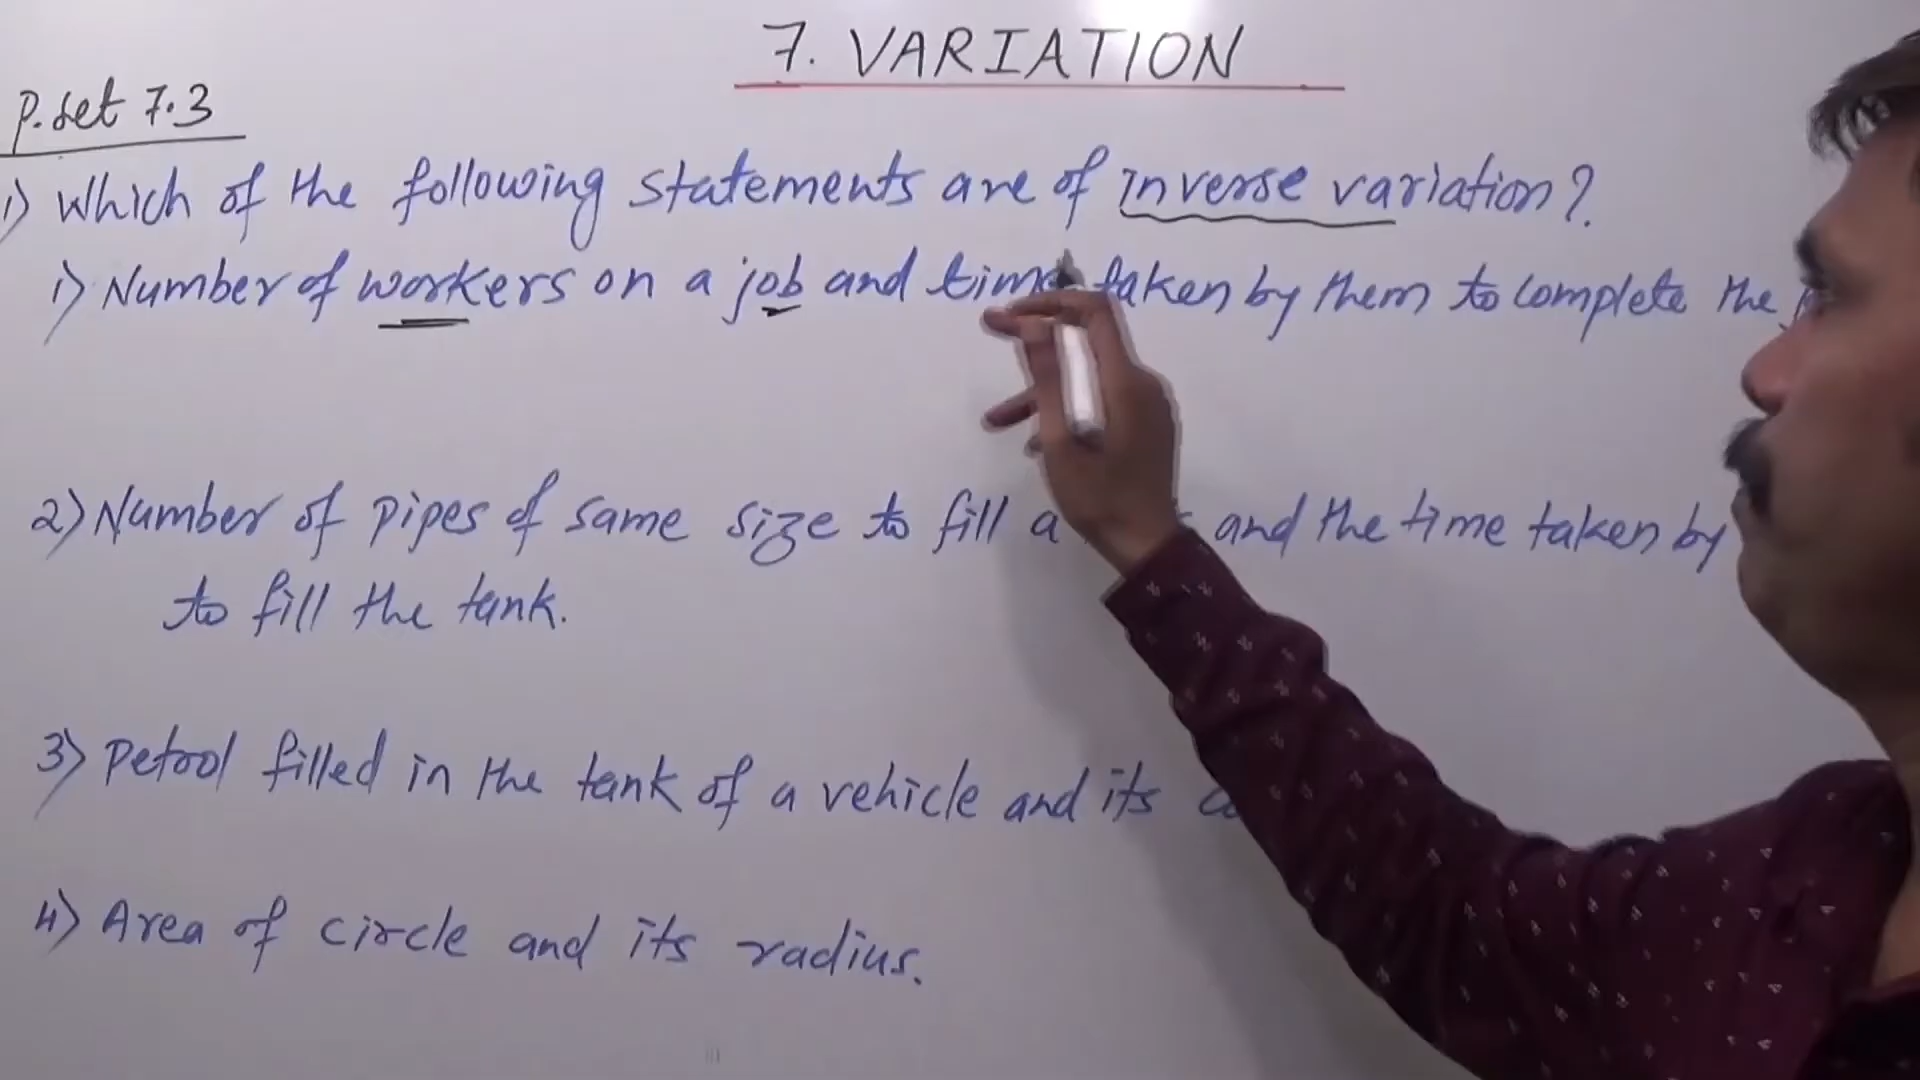 7. VARIATION
P. Set 7.3
1) Which of the following statements are of inverse variation?
1) Number of workers on a job and time taken by them to complete the
2) Number of pipes of same size to fill a and the time taken by
to fill the tank.
3) Petrol filled in the tank of a vehicle and its
4) Area of circle and its radius.